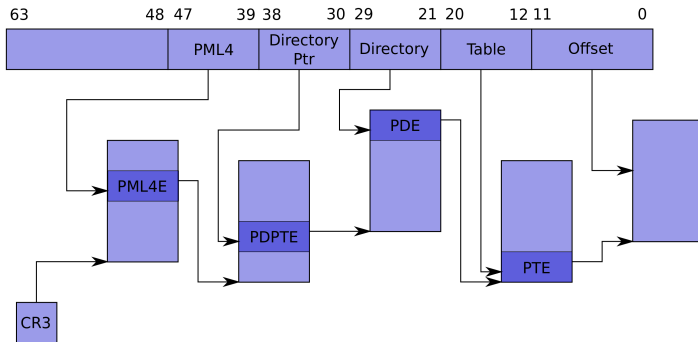 63 48 47 39 38 30 29 21 20 12 11 0
PML4 Directory Ptr Directory Table Offset
PDE
PML4E
PDPTE
PTE
CR3